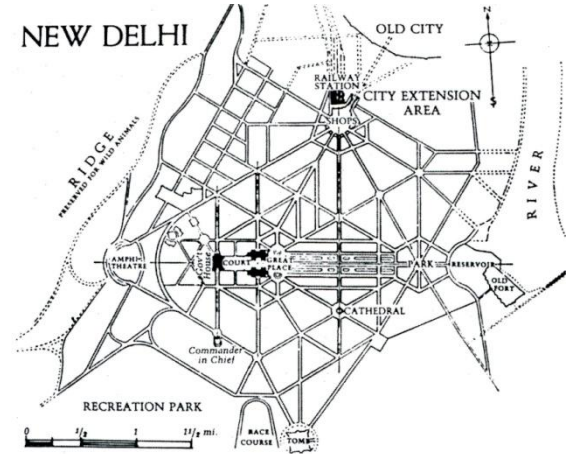 NEW DELHI
OLD CITY
N
S
RAILWAY
STATION
CITY EXTENSION
AREA
SHOPS
RIDGE
PRESERVED FOR WILD ANIMALS
RIVER
AMPHI-
THEATRE
Gov't
House
COURT
GREAT
PLACE
PARK
RESERVOIR
OLD
FORT
CATHEDRAL
Commander
in Chief
RECREATION PARK
0 1/2 1 1 1/2 mi.
RACE
COURSE
TOMB